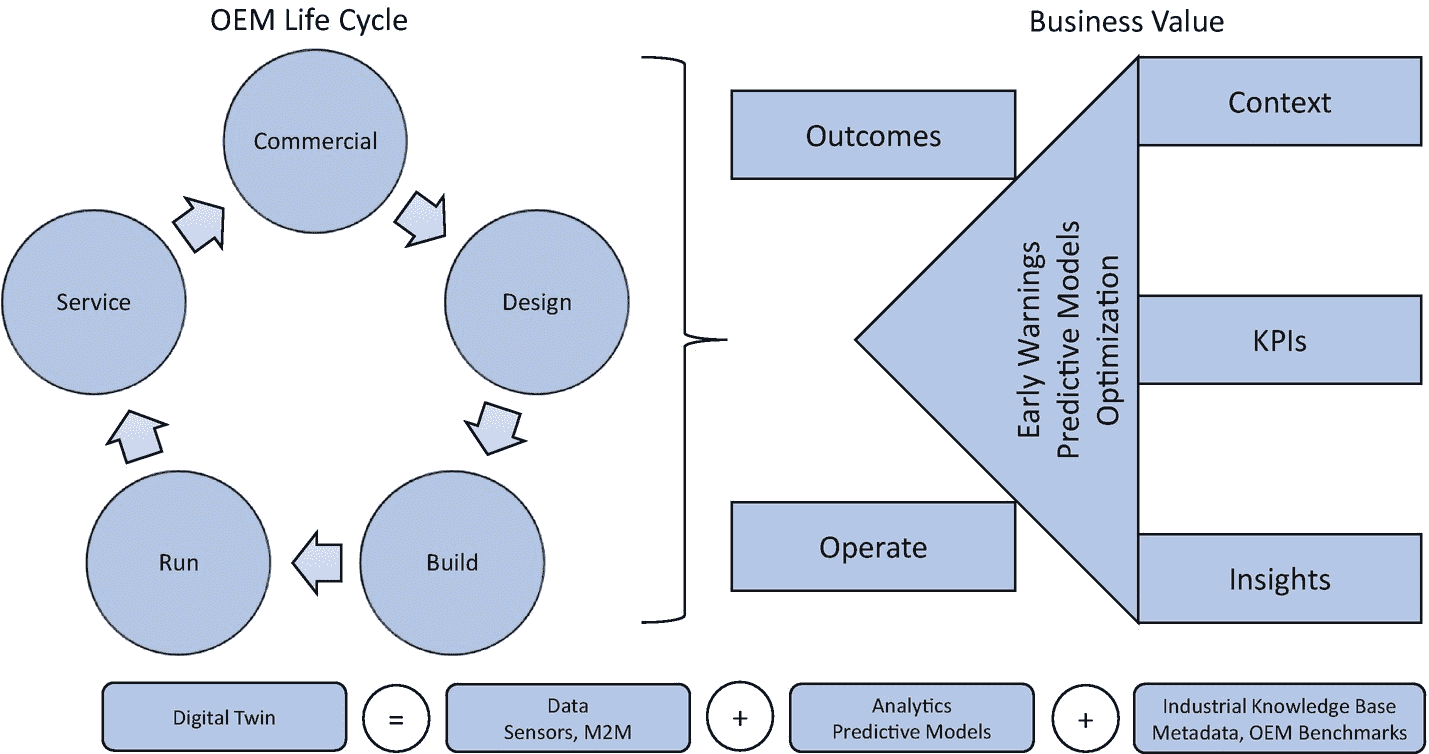 OEM Life Cycle
Business Value
Commercial
Design
Build
Run
Service
Outcomes
Operate
Early Warnings
Predictive Models
Optimization
Context
KPIs
Insights
Digital Twin
=
Data
Sensors, M2M
+
Analytics
Predictive Models
+
Industrial Knowledge Base
Metadata, OEM Benchmarks